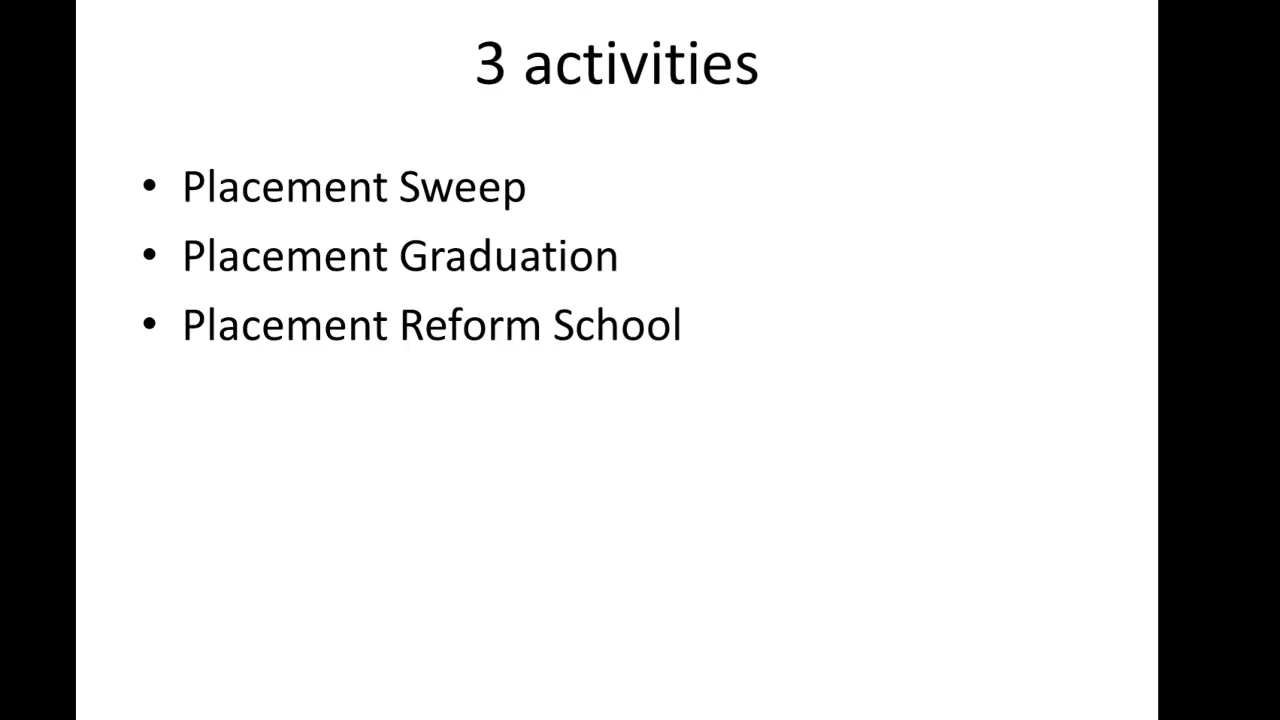 3 activities
• Placement Sweep
• Placement Graduation
• Placement Reform School